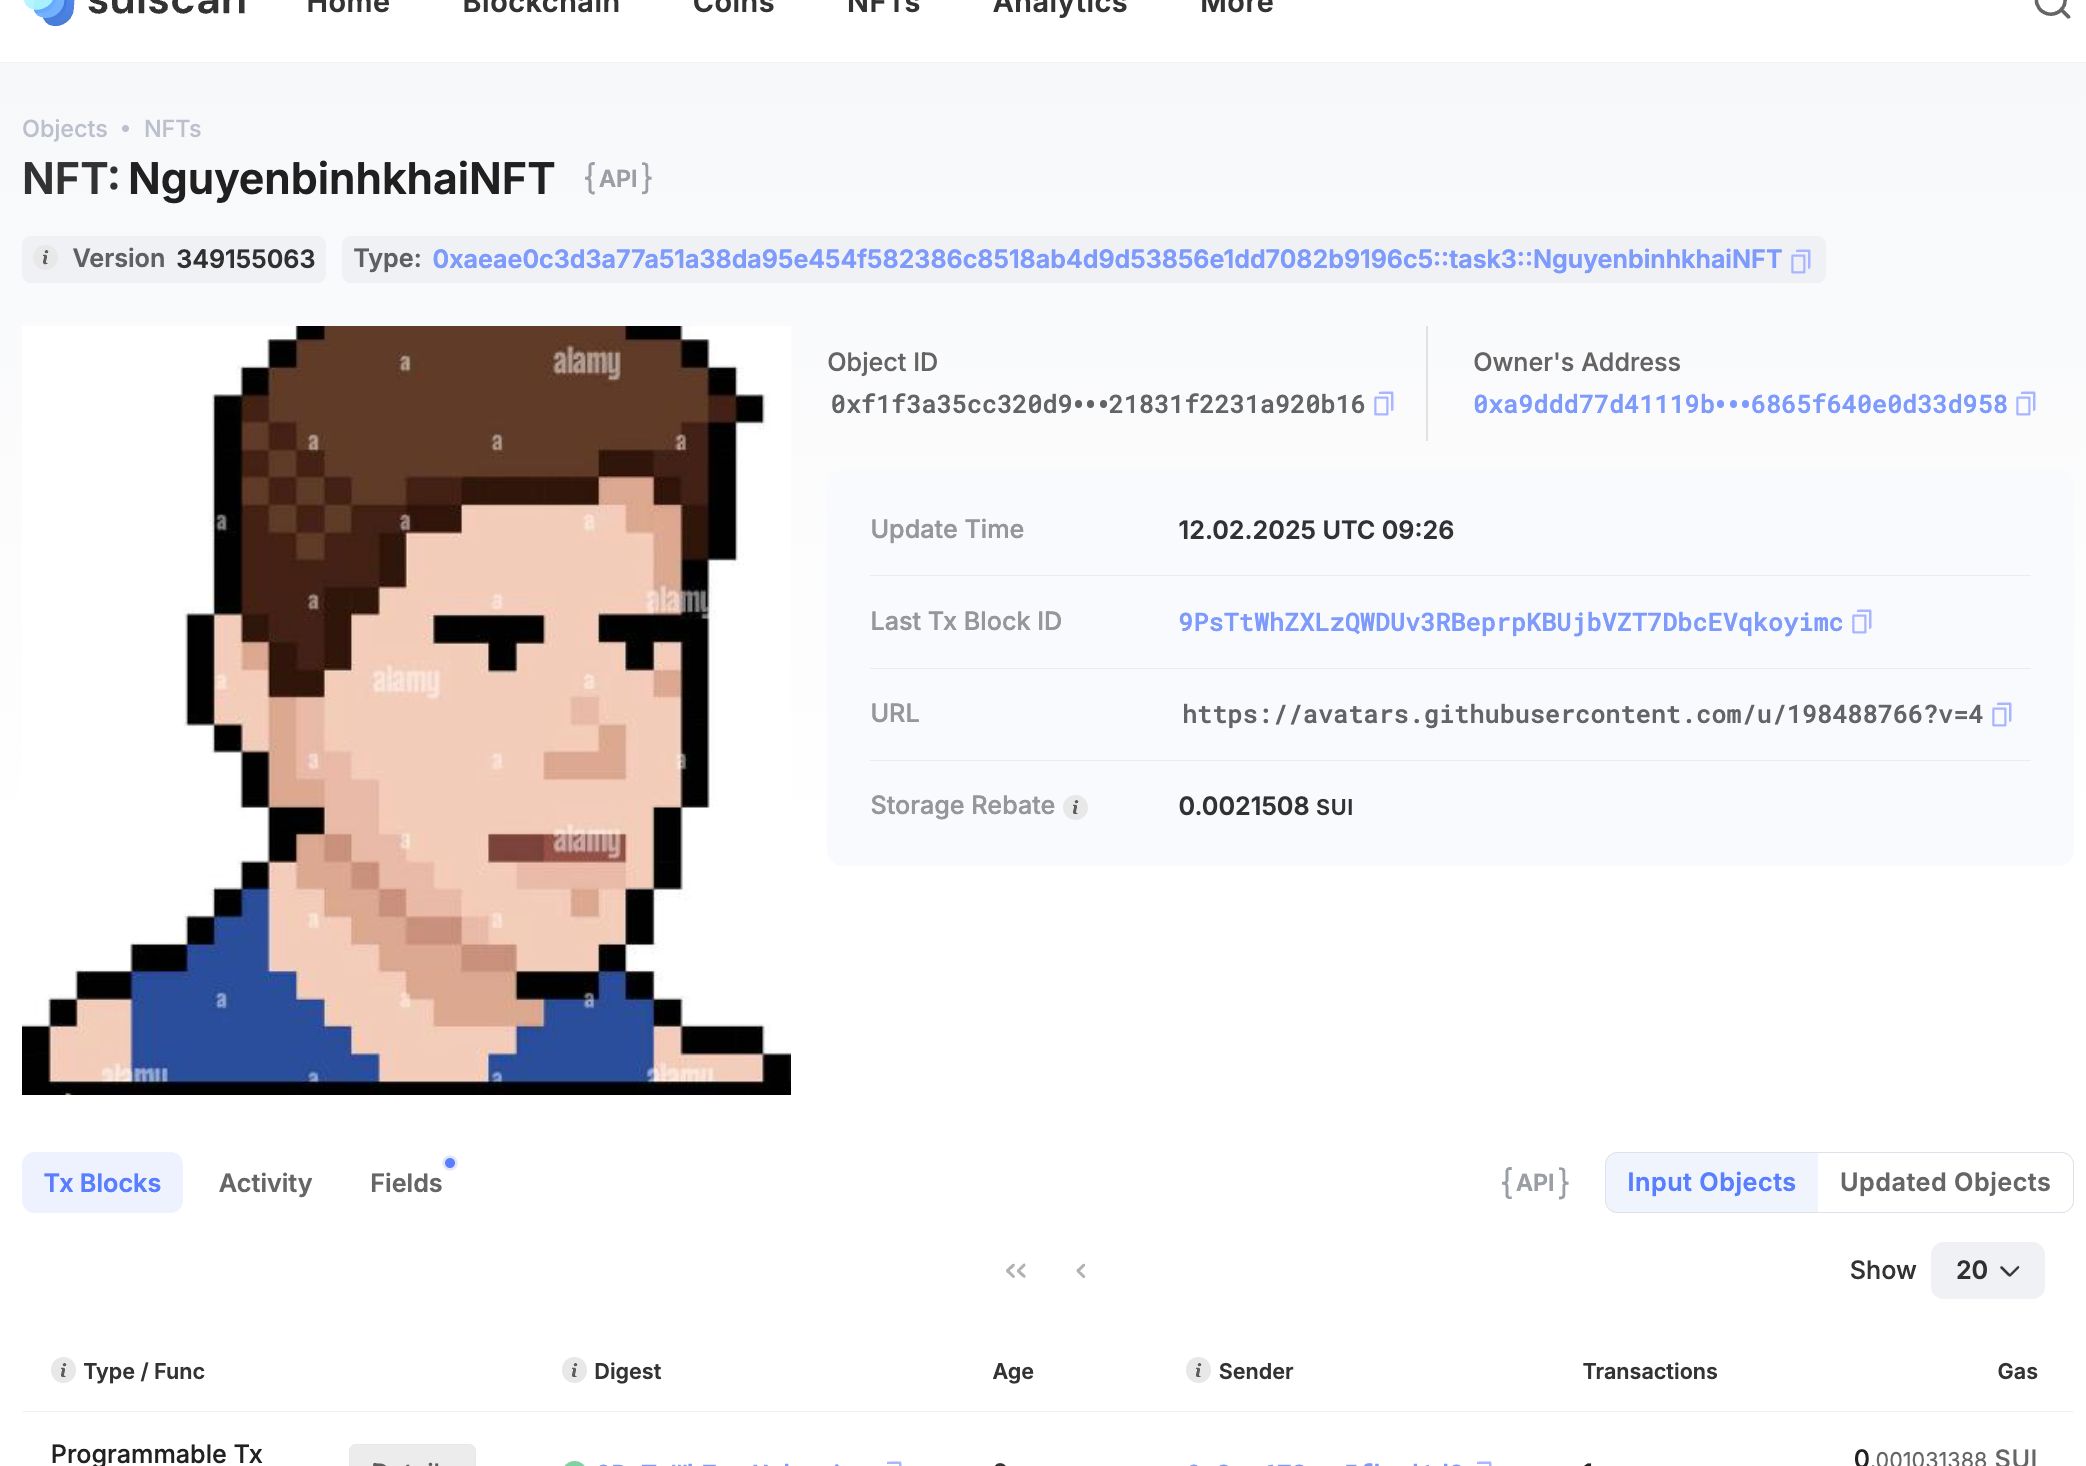 suiscan Home Blockchain Coins NFTs Analytics More
Objects • NFTs
NFT: NguyenbinhkhaiNFT {API}
i Version 349155063 Type: 0xaeae0c3d3a77a51a38da95e454f582386c8518ab4d9d53856e1dd7082b9196c5::task3::NguyenbinhkhaiNFT
Object ID
0xf1f3a35cc320d9•••21831f2231a920b16
Owner's Address
0xa9ddd77d41119b•••6865f640e0d33d958
Update Time 12.02.2025 UTC 09:26
Last Tx Block ID 9PsTtWhZXLzQWDUv3RBeprpKBUjbVZT7DbcEVqkoyimc
URL https://avatars.githubusercontent.com/u/198488766?v=4
Storage Rebate i 0.0021508 SUI
a alamy
a a a
a a a
a a alamy
a alamy a
a a a
a alamy
a a
a a a
alamy a a alamy
Tx Blocks Activity Fields {API} Input Objects Updated Objects
Show 20
i Type / Func i Digest Age i Sender Transactions Gas
Programmable Tx 0.001031388 SUI